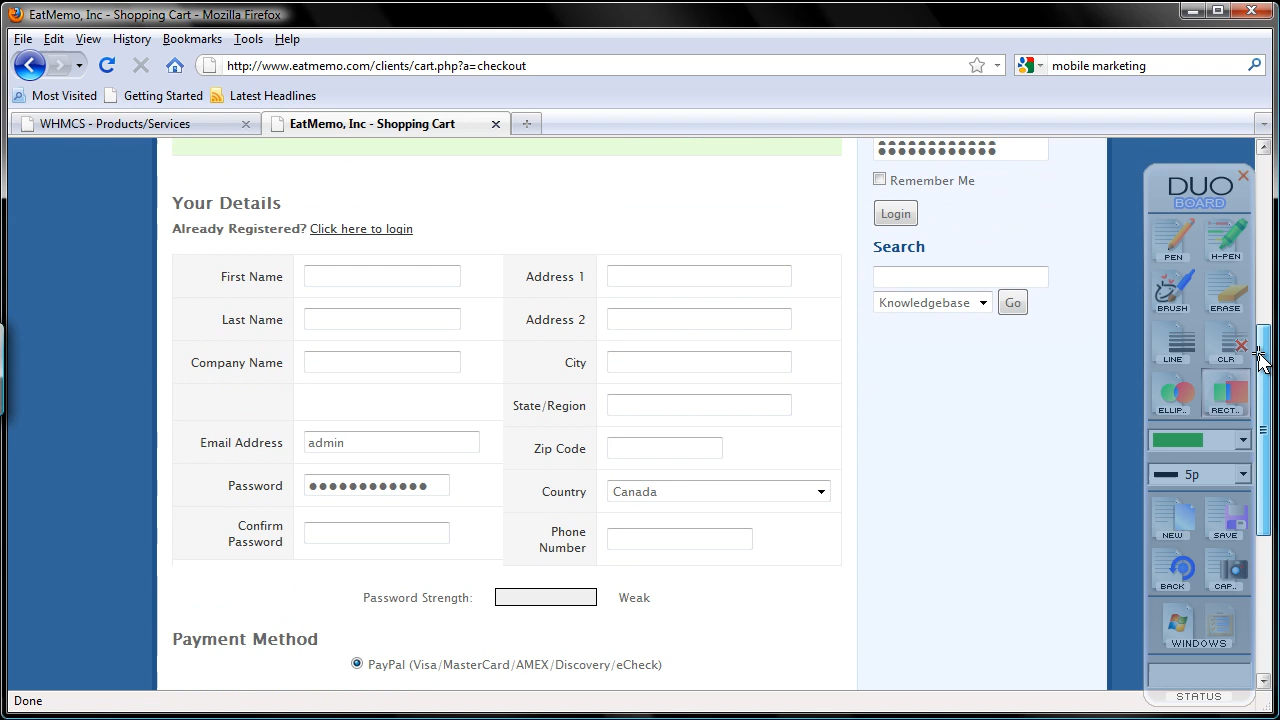 EatMemo, Inc - Shopping Cart - Mozilla Firefox
File Edit View History Bookmarks Tools Help
http://www.eatmemo.com/clients/cart.php?a=checkout
mobile marketing
Most Visited Getting Started Latest Headlines
WHMCS - Products/Services
EatMemo, Inc - Shopping Cart
Remember Me
Login
Your Details
Already Registered? Click here to login
Search
Knowledgebase Go
First Name
Address 1
Last Name
Address 2
Company Name
City
State/Region
Email Address admin
Zip Code
Password ●●●●●●●●●●●●
Country Canada
Confirm Password
Phone Number
Password Strength: Weak
Payment Method
PayPal (Visa/MasterCard/AMEX/Discovery/eCheck)
Done
DUO
BOARD
PEN H-PEN
BRUSH ERASE
LINE CLR
ELLIP.. RECT..
5p
NEW SAVE
BACK CAP..
WINDOWS
STATUS